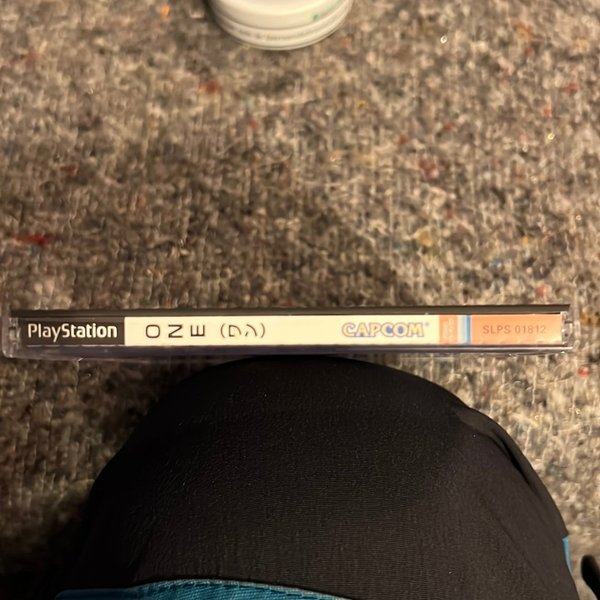 PlayStation ONE (ワン) CAPCOM® SLPS 01812